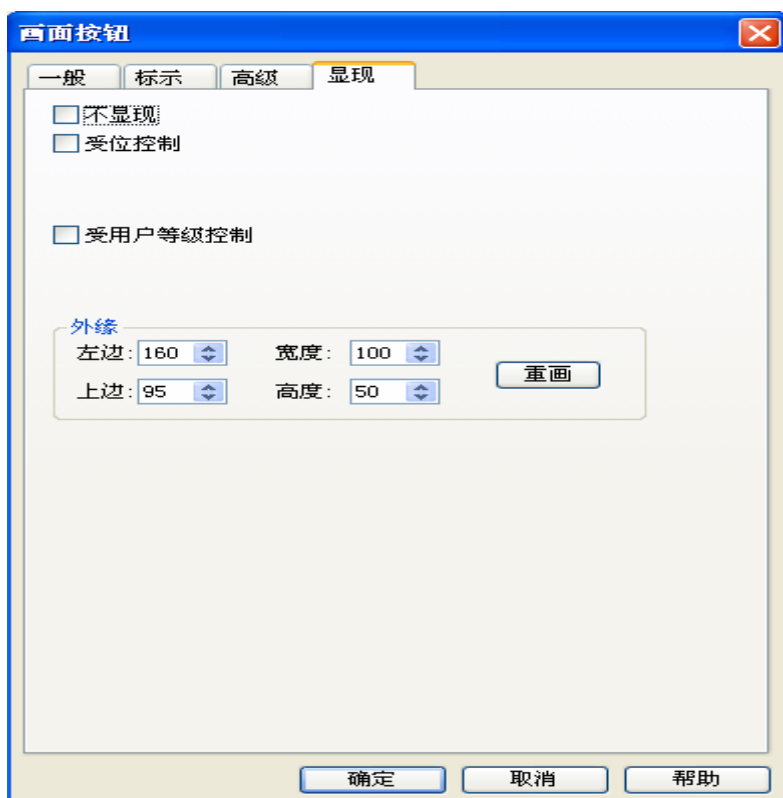 画面按钮
一般 标示 高级 显现
不显现
受位控制
受用户等级控制
外缘
左边: 160 宽度: 100
重画
上边: 95 高度: 50
确定 取消 帮助